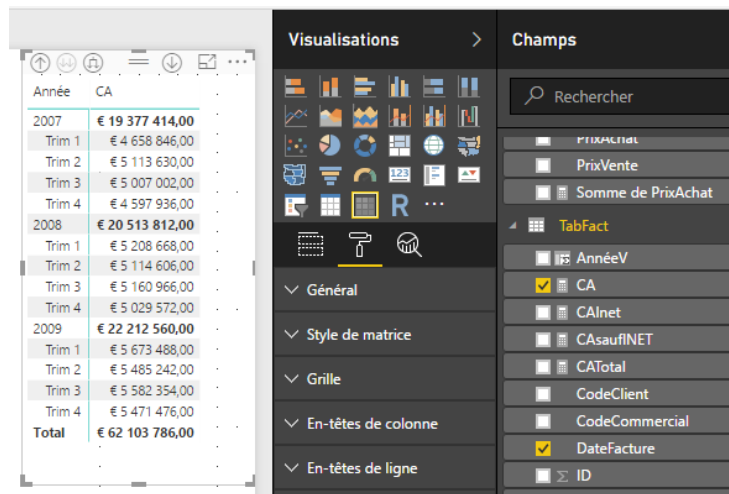 Année CA
2007 € 19 377 414,00
Trim 1 € 4 658 846,00
Trim 2 € 5 113 630,00
Trim 3 € 5 007 002,00
Trim 4 € 4 597 936,00
2008 € 20 513 812,00
Trim 1 € 5 208 668,00
Trim 2 € 5 114 606,00
Trim 3 € 5 160 966,00
Trim 4 € 5 029 572,00
2009 € 22 212 560,00
Trim 1 € 5 673 488,00
Trim 2 € 5 485 242,00
Trim 3 € 5 582 354,00
Trim 4 € 5 471 476,00
Total € 62 103 786,00
Visualisations
123
R
Général
Style de matrice
Grille
En-têtes de colonne
En-têtes de ligne
Champs
Rechercher
PrixAchat
PrixVente
Somme de PrixAchat
TabFact
AnnéeV
CA
CAInet
CAsaufINET
CATotal
CodeClient
CodeCommercial
DateFacture
Σ ID